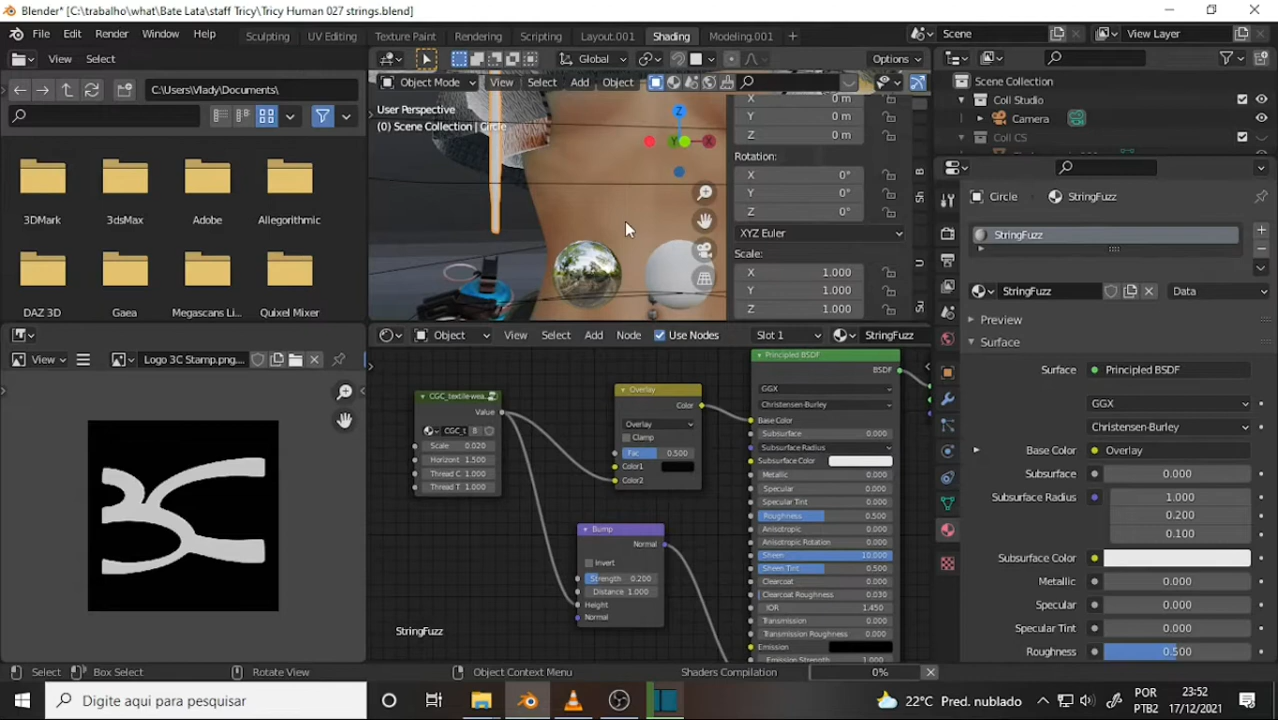 Blender* [C:\trabalho\what\Bate Lata\staff Tricy\Tricy Human 027 strings.blend]
File Edit Render Window Help Sculpting UV Editing Texture Paint Rendering Scripting Layout.001 Shading Modeling.001 Scene View Layer
View Select Global Options
C:\Users\Vlady\Documents\
Object Mode View Select Add Object
Scene Collection
Coll Studio
Camera
Coll CS
User Perspective
(0) Scene Collection | Circle
Z
Y
X
X 0 m
Y 0 m
Z 0 m
Rotation:
X 0°
Y 0°
Z 0°
XYZ Euler
Scale:
X 1.000
Y 1.000
Z 1.000
3DMark 3dsMax Adobe Allegorithmic
DAZ 3D Gaea Megascans Li... Quixel Mixer
Circle StringFuzz
StringFuzz
StringFuzz Data
Preview
Surface
Surface Principled BSDF
GGX
Christensen-Burley
Base Color Overlay
Subsurface 0.000
Subsurface Radius 1.000
0.200
0.100
Subsurface Color
Metallic 0.000
Specular 0.000
Specular Tint 0.000
Roughness 0.500
View Logo 3C Stamp.png...
Object View Select Add Node Use Nodes Slot 1 StringFuzz
CGC_textile-wea...
Value
CGC_t 8
Scale 0.020
Horizont 1.500
Thread C 1.000
Thread T 1.000
Overlay
Color
Overlay
Clamp
Fac 0.500
Color1
Color2
Bump
Normal
Invert
Strength 0.200
Distance 1.000
Height
Normal
Principled BSDF
BSDF
GGX
Christensen-Burley
Base Color
Subsurface 0.000
Subsurface Radius
Subsurface Color
Metallic 0.000
Specular 0.000
Specular Tint 0.000
Roughness 0.500
Anisotropic 0.000
Anisotropic Rotation 0.000
Sheen 10.000
Sheen Tint 0.500
Clearcoat 0.000
Clearcoat Roughness 0.030
IOR 1.450
Transmission 0.000
Transmission Roughness 0.000
Emission
Emission Strength 1.000
StringFuzz
Select Box Select Rotate View Object Context Menu Shaders Compilation 0%
Digite aqui para pesquisar
22°C Pred. nublado
POR
PTB2
23:52
17/12/2021